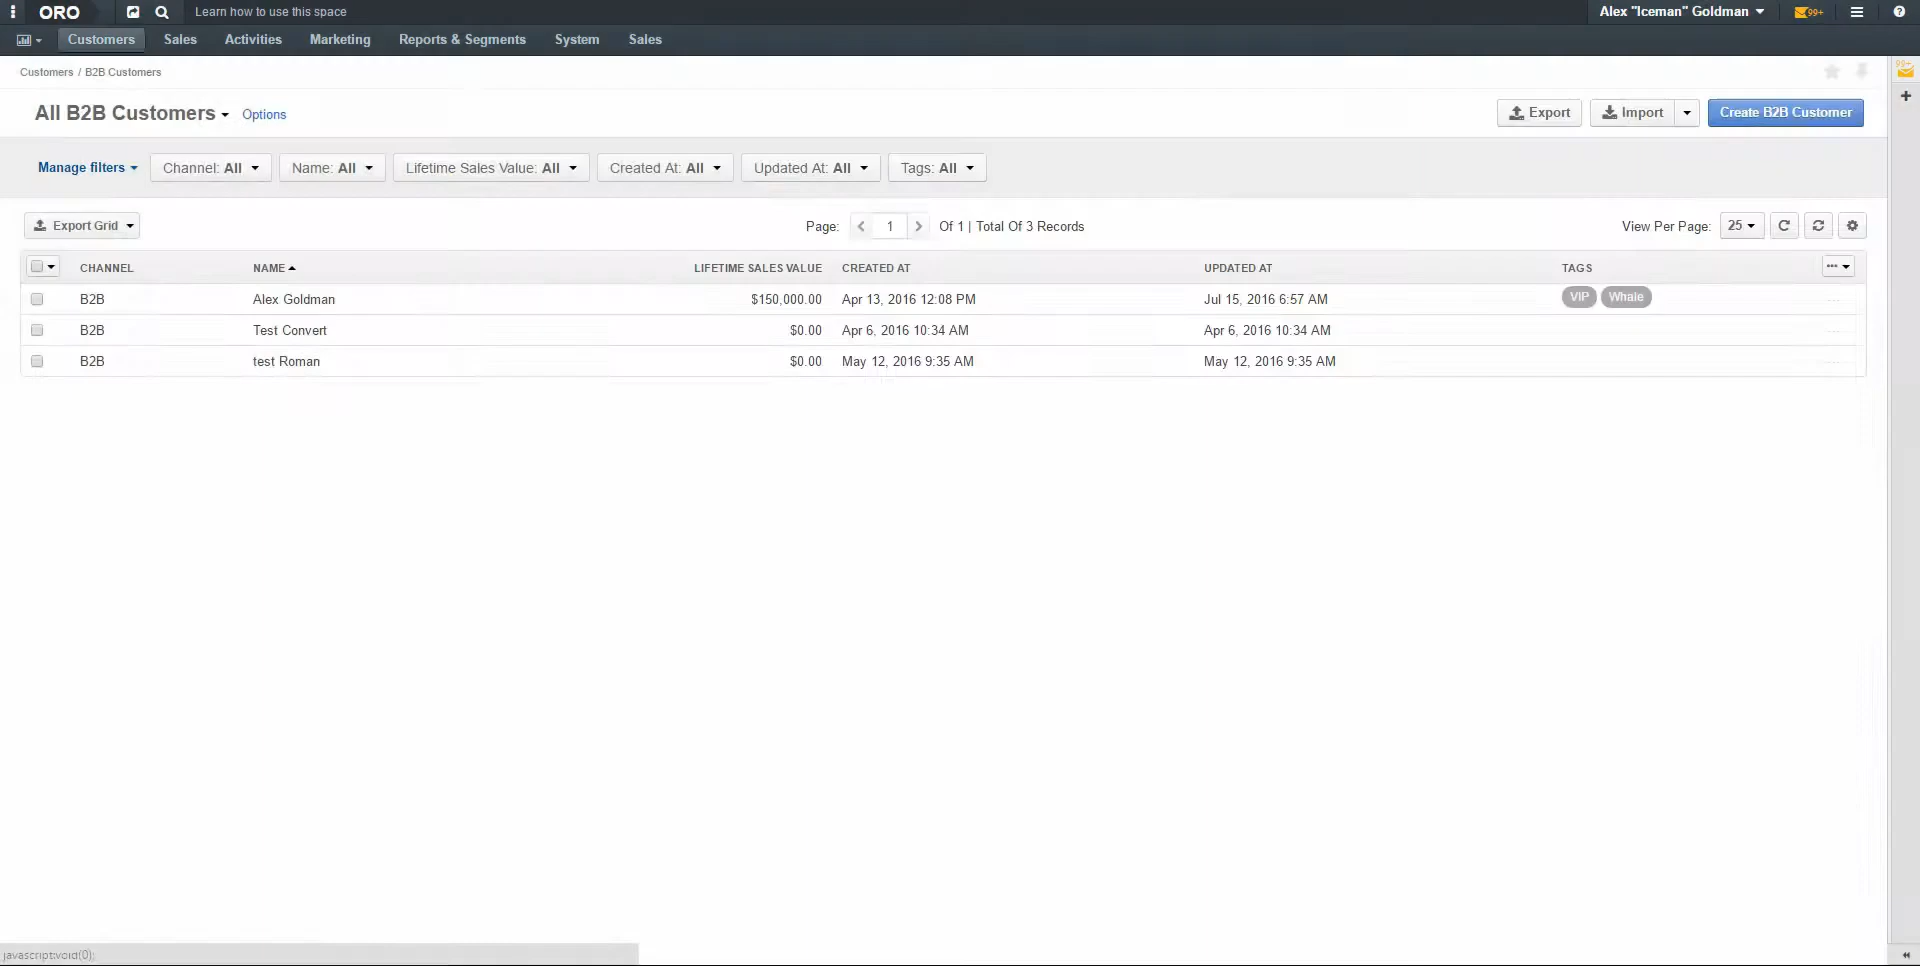 ORO Learn how to use this space Alex "Iceman" Goldman 99+
Customers Sales Activities Marketing Reports & Segments System Sales
Customers / B2B Customers 99+
All B2B Customers Options Export Import Create B2B Customer
Manage filters Channel: All Name: All Lifetime Sales Value: All Created At: All Updated At: All Tags: All
Export Grid Page: 1 Of 1 | Total Of 3 Records View Per Page: 25
CHANNEL NAME LIFETIME SALES VALUE CREATED AT UPDATED AT TAGS
B2B Alex Goldman $150,000.00 Apr 13, 2016 12:08 PM Jul 15, 2016 6:57 AM VIP Whale
B2B Test Convert $0.00 Apr 6, 2016 10:34 AM Apr 6, 2016 10:34 AM
B2B test Roman $0.00 May 12, 2016 9:35 AM May 12, 2016 9:35 AM
javascript:void(0);